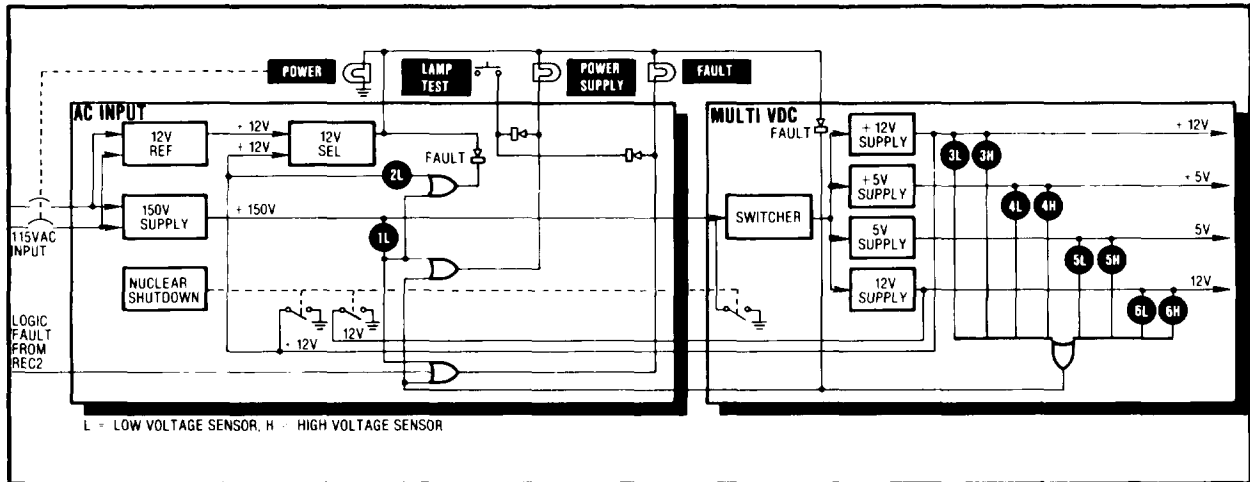 POWER
LAMP
TEST
POWER
SUPPLY
FAULT
AC INPUT
MULTI VDC
12V
REF
+ 12V
+ 12V
12V
SEL
FAULT
2L
150V
SUPPLY
+ 150V
1L
115VAC
INPUT
NUCLEAR
SHUTDOWN
LOGIC
FAULT
FROM
REC2
+ 12V
12V
FAULT
SWITCHER
+ 12V
SUPPLY
+ 5V
SUPPLY
5V
SUPPLY
12V
SUPPLY
3L
3H
4L
4H
5L
5H
6L
6H
+ 12V
+ 5V
5V
12V
L = LOW VOLTAGE SENSOR, H - HIGH VOLTAGE SENSOR